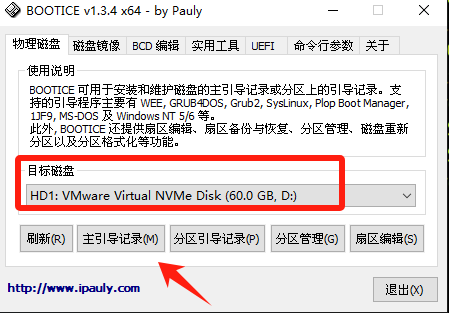 BOOTICE v1.3.4 x64 - by Pauly
物理磁盘 磁盘镜像 BCD 编辑 实用工具 UEFI 命令行参数 关于
使用说明
BOOTICE 可用于安装和维护磁盘的主引导记录或分区上的引导记录。支
持的引导程序主要有 WEE, GRUB4DOS, Grub2, SysLinux, Plop Boot Manager,
1JF9, MS-DOS 及 Windows NT 5/6 等。
此外, BOOTICE 还提供扇区编辑、扇区备份与恢复、分区管理、磁盘重新
分区以及分区格式化等功能。
目标磁盘
HD1: VMware Virtual NVMe Disk (60.0 GB, D:)
刷新(R) 主引导记录(M) 分区引导记录(P) 分区管理(G) 扇区编辑(S)
http://www.ipauly.com 退出(X)